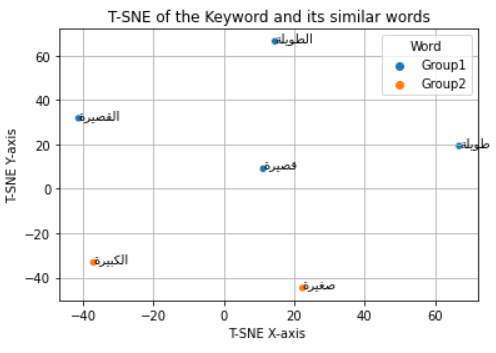 T-SNE of the Keyword and its similar words
Word
Group1
Group2
الطويلة
القصيرة
طويلة
قصيرة
الكبيرة
صغيرة
T-SNE Y-axis
60
40
20
0
−20
−40
−40 −20 0 20 40 60
T-SNE X-axis